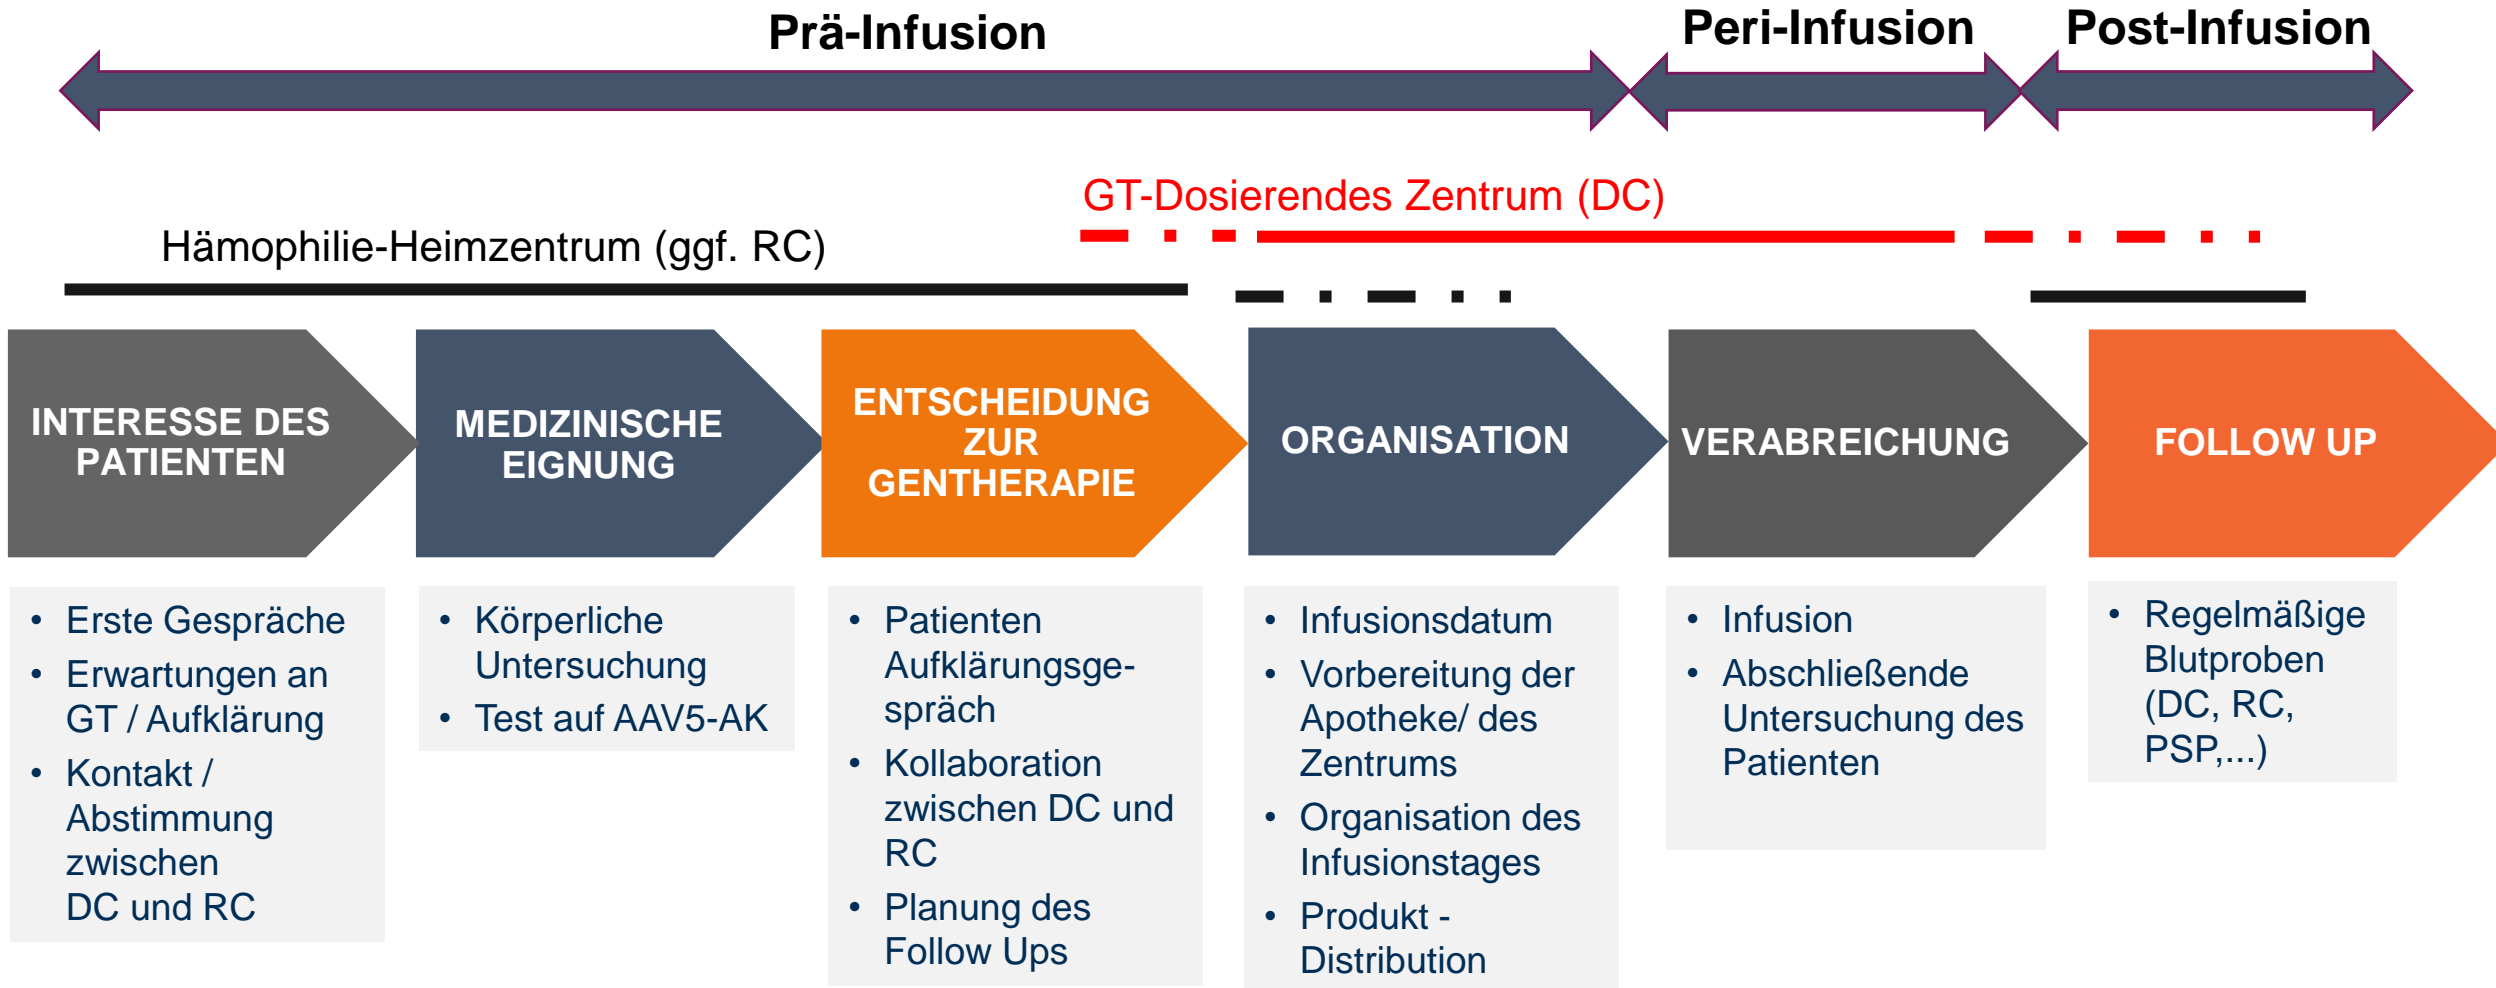 Prä-Infusion
Peri-Infusion
Post-Infusion
GT-Dosierendes Zentrum (DC)
Hämophilie-Heimzentrum (ggf. RC)
INTERESSE DES
PATIENTEN
MEDIZINISCHE
EIGNUNG
ENTSCHEIDUNG
ZUR
GENTHERAPIE
ORGANISATION
VERABREICHUNG
FOLLOW UP
• Erste Gespräche
• Erwartungen an
GT / Aufklärung
• Kontakt /
Abstimmung
zwischen
DC und RC
• Körperliche
Untersuchung
• Test auf AAV5-AK
• Patienten
Aufklärungsge-
spräch
• Kollaboration
zwischen DC und
RC
• Planung des
Follow Ups
• Infusionsdatum
• Vorbereitung der
Apotheke/ des
Zentrums
• Organisation des
Infusionstages
• Produkt -
Distribution
• Infusion
• Abschließende
Untersuchung des
Patienten
• Regelmäßige
Blutproben
(DC, RC,
PSP,...)